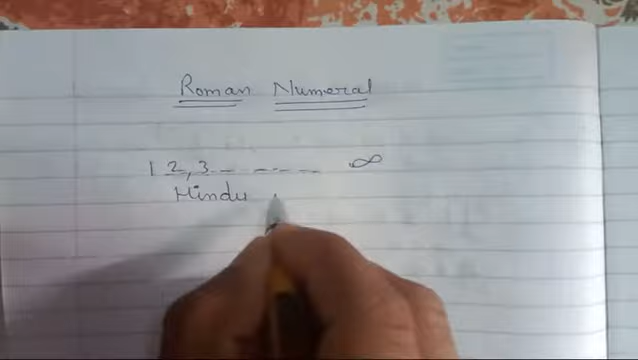 Roman Numeral
1 2, 3 - - - - - ∞
Hindu